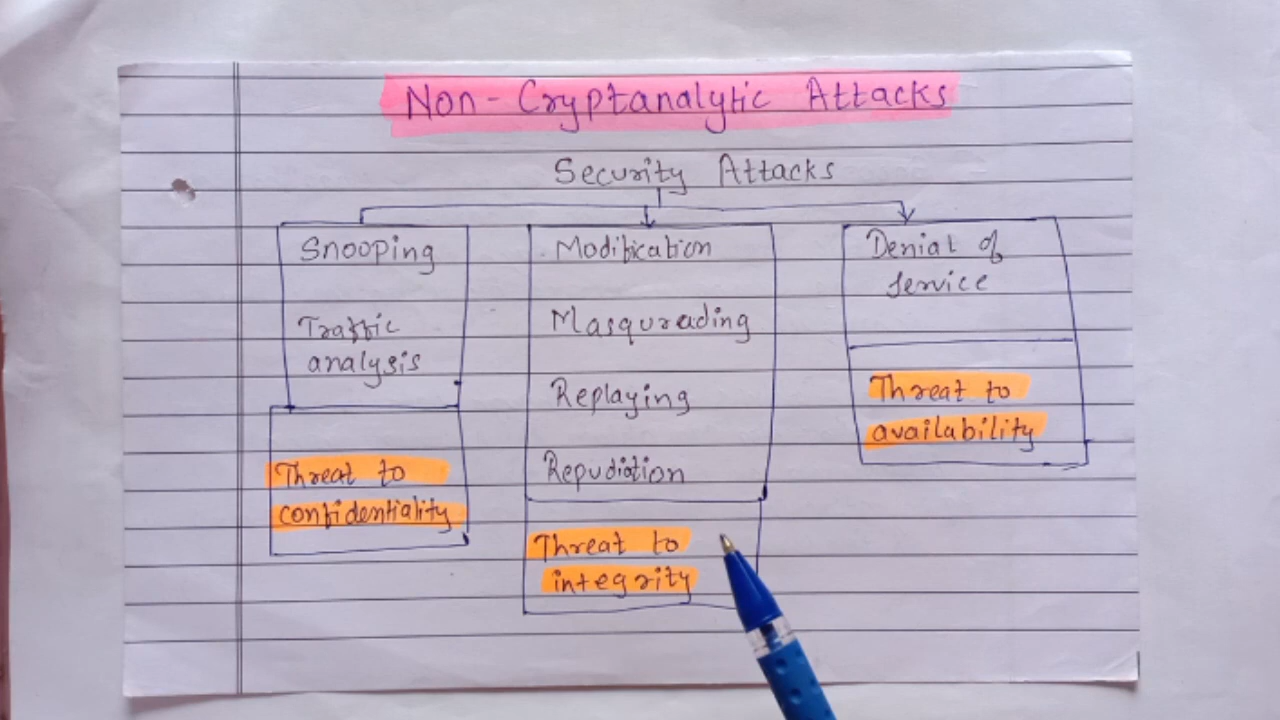 Non-Cryptanalytic Attacks
Security Attacks
Snooping
Traffic
analysis
Threat to
confidentiality
Modification
Masqurading
Replaying
Repudiation
Threat to
integrity
Denial of
service
Threat to
availability